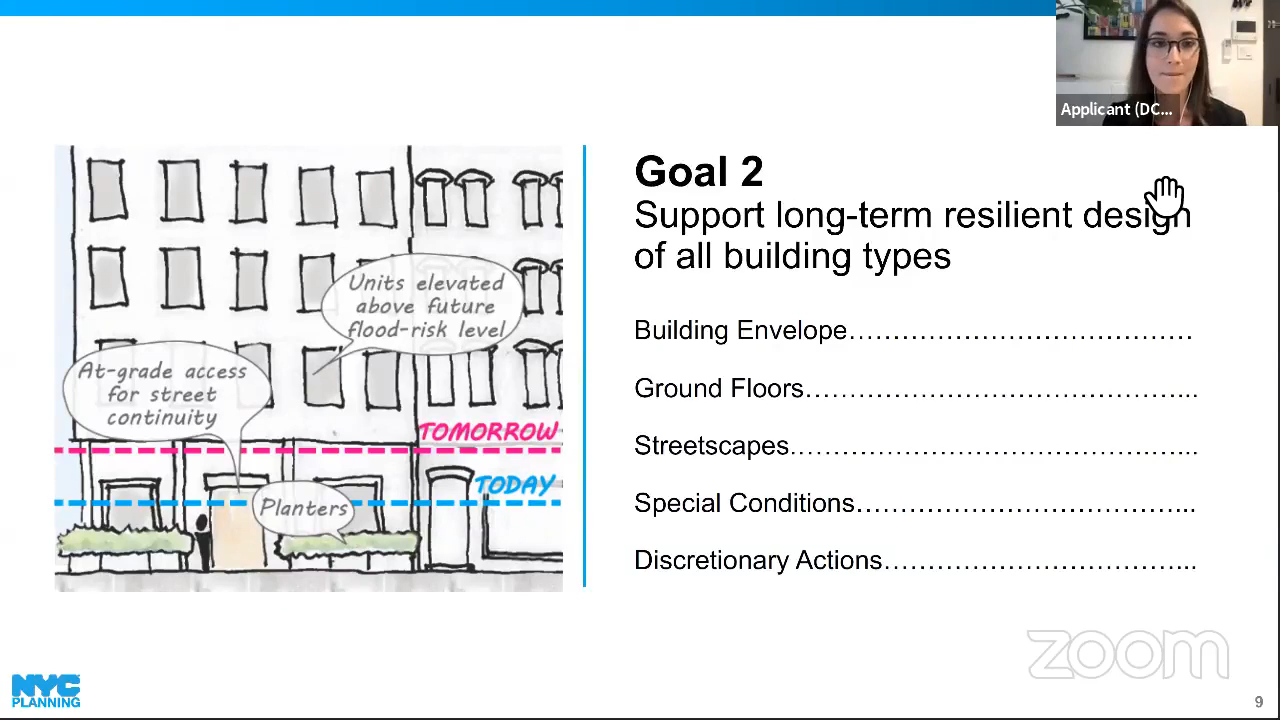 Applicant (DC...
Goal 2
Support long-term resilient design
of all building types
Units elevated
above future
flood-risk level
At-grade access
for street
continuity
TOMORROW
TODAY
Planters
Building Envelope……………………………….…
Ground Floors……………………………………...
Streetscapes…………………………………….…...
Special Conditions………………………………...
Discretionary Actions……………………………...
zoom
NYC
PLANNING
9